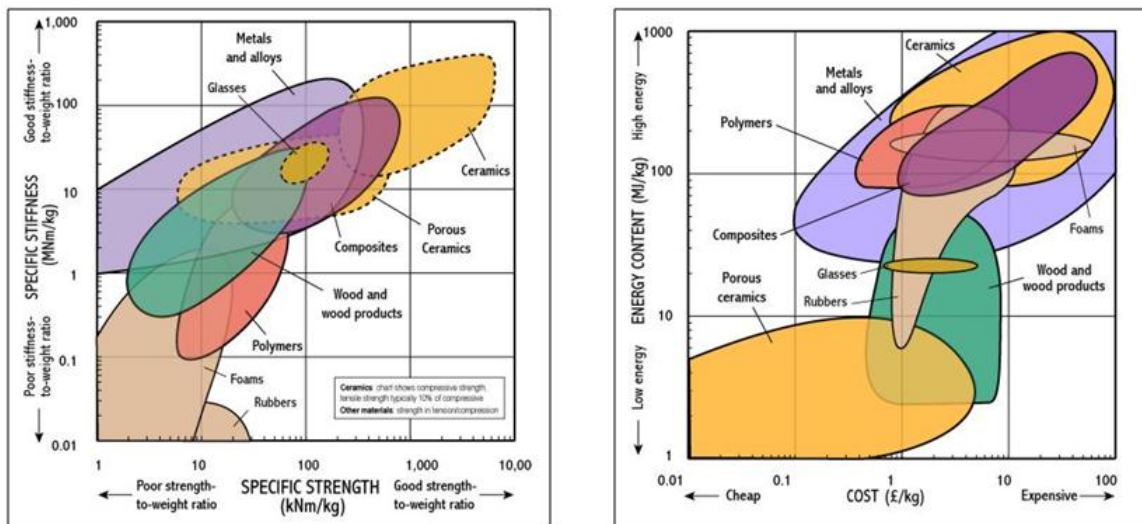 1,000
100
10
1
0.1
0.01
Good stiffness-
to-weight ratio
SPECIFIC STIFFNESS
(MNm/kg)
Poor stiffness-
to-weight ratio
Metals
and alloys
Glasses
Ceramics
Porous
Ceramics
Composites
Wood and
wood products
Polymers
Foams
Rubbers
Ceramics: chart shows compressive strength,
tensile strength typically 10% of compressive
Other materials: strength in tension/compression
1
10
100
1,000
10,00
Poor strength-
to-weight ratio
SPECIFIC STRENGTH
(kNm/kg)
Good strength-
to-weight ratio
1000
100
10
1
High energy
ENERGY CONTENT (MJ/kg)
Low energy
Ceramics
Metals
and alloys
Polymers
Foams
Composites
Glasses
Wood and
wood products
Porous
ceramics
Rubbers
0.01
0.1
1
10
100
Cheap
COST (£/kg)
Expensive